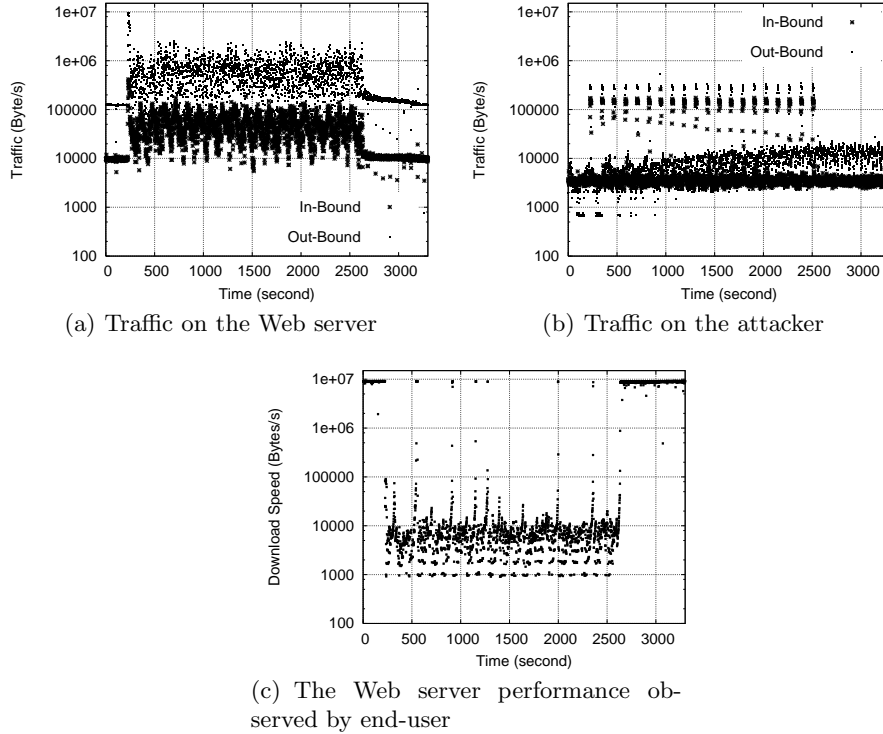 1e+07
1e+06
100000
10000
1000
100
Traffic (Byte/s)
In-Bound
Out-Bound
0 500 1000 1500 2000 2500 3000
Time (second)
(a) Traffic on the Web server
1e+07
1e+06
100000
10000
1000
100
Traffic (Byte/s)
In-Bound
Out-Bound
0 500 1000 1500 2000 2500 3000
Time (second)
(b) Traffic on the attacker
1e+07
1e+06
100000
10000
1000
100
Download Speed (Bytes/s)
0 500 1000 1500 2000 2500 3000
Time (second)
(c) The Web server performance ob-
served by end-user